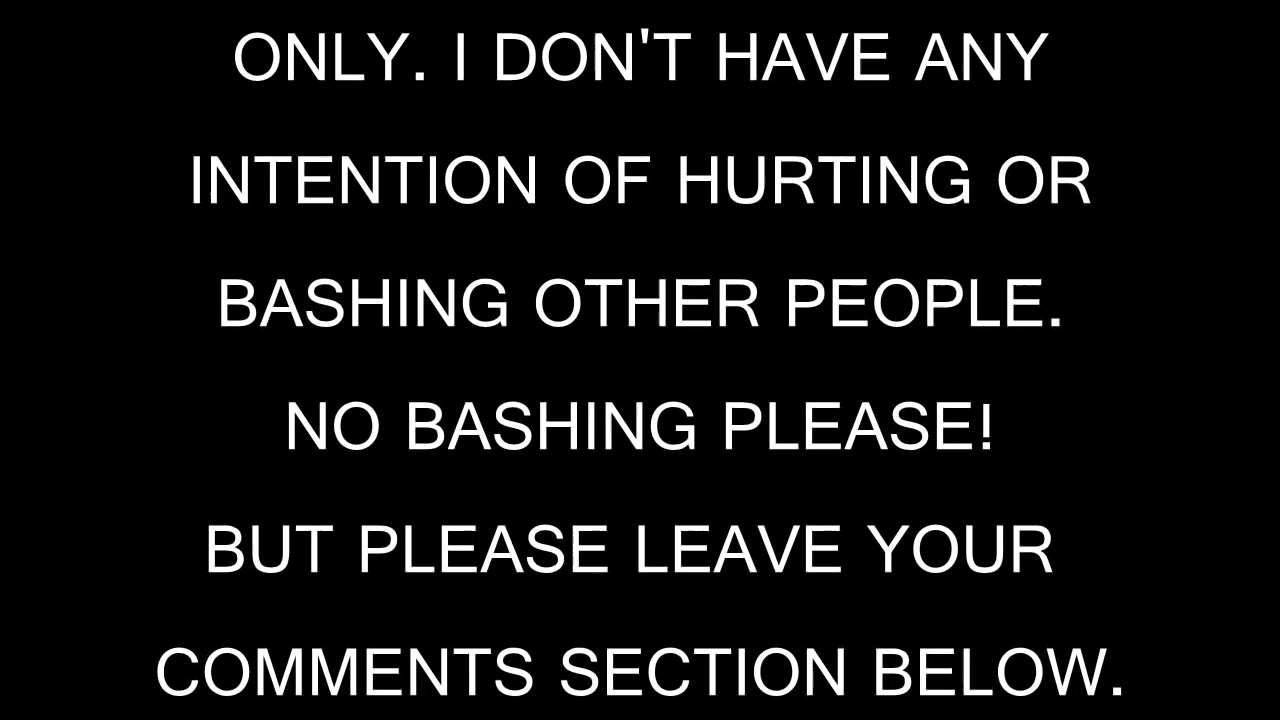 ONLY. I DON'T HAVE ANY
INTENTION OF HURTING OR
BASHING OTHER PEOPLE.
NO BASHING PLEASE!
BUT PLEASE LEAVE YOUR
COMMENTS SECTION BELOW.